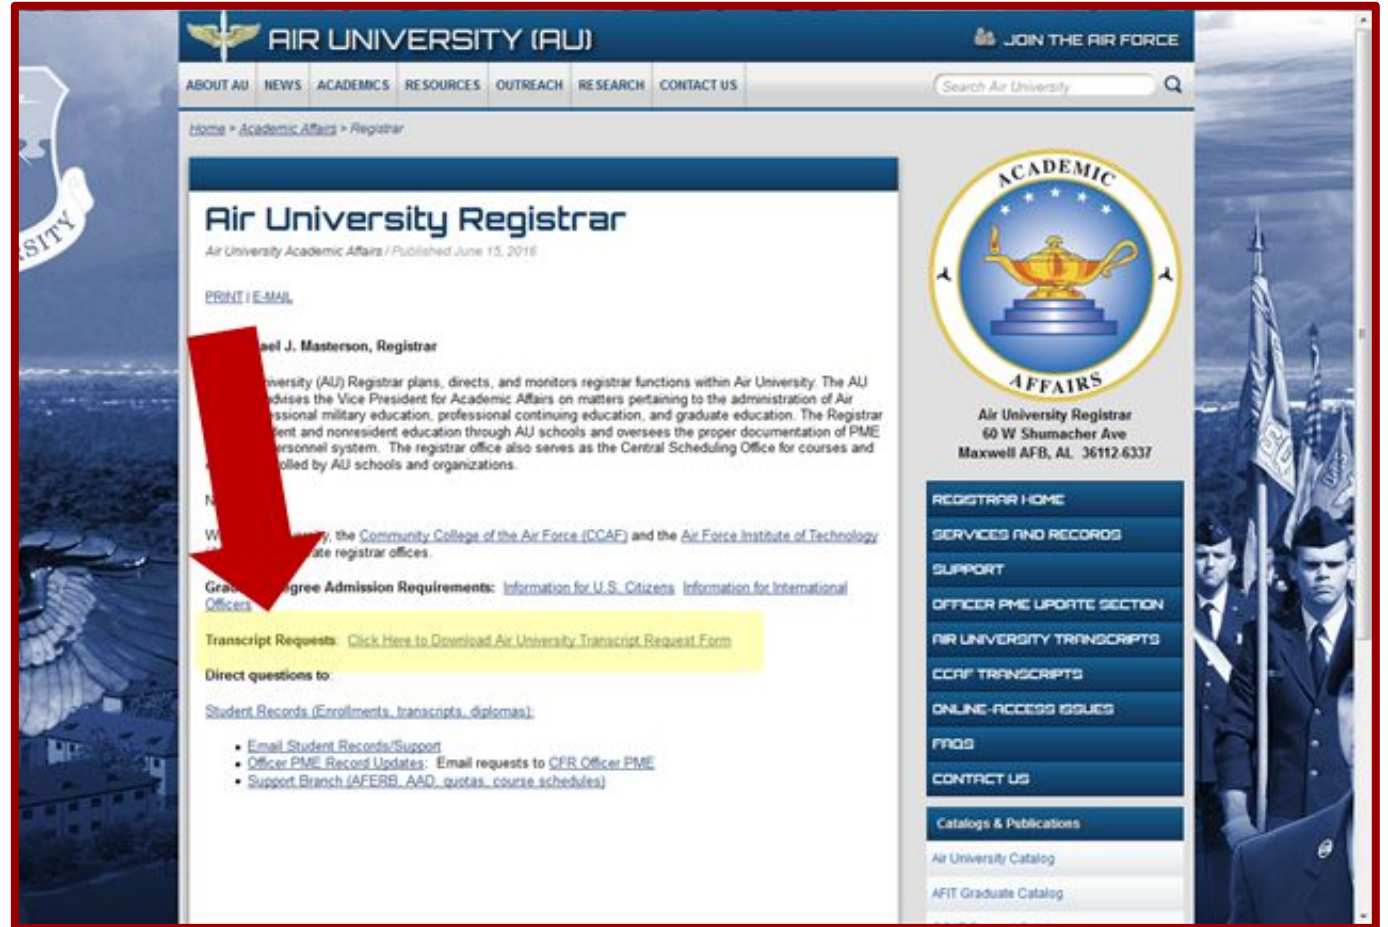 AIR UNIVERSITY (AU)
JOIN THE AIR FORCE
ABOUT AU NEWS ACADEMICS RESOURCES OUTREACH RESEARCH CONTACT US
Search Air University
Home > Academic Affairs > Registrar
Air University Registrar
Air University Academic Affairs / Published June 15, 2016
PRINT | E-MAIL
ael J. Masterson, Registrar
iversity (AU) Registrar plans, directs, and monitors registrar functions within Air University. The AU
dvises the Vice President for Academic Affairs on matters pertaining to the administration of Air
essional military education, professional continuing education, and graduate education. The Registrar
dent and nonresident education through AU schools and oversees the proper documentation of PME
ersonnel system. The registrar office also serves as the Central Scheduling Office for courses and
olled by AU schools and organizations.
y, the Community College of the Air Force (CCAF) and the Air Force Institute of Technology
ate registrar offices.
Gra gree Admission Requirements: Information for U.S. Citizens Information for International
Officers
Transcript Requests: Click Here to Download Air University Transcript Request Form
Direct questions to:
Student Records (Enrollments, transcripts, diplomas):
• Email Student Records/Support
• Officer PME Record Updates: Email requests to CFR Officer PME
• Support Branch (AFERB, AAD, quotas, course schedules)
ACADEMIC
AFFAIRS
Air University Registrar
60 W Shumacher Ave
Maxwell AFB, AL 36112-6337
REGISTRAR HOME
SERVICES AND RECORDS
SUPPORT
OFFICER PME UPDATE SECTION
AIR UNIVERSITY TRANSCRIPTS
CCAF TRANSCRIPTS
ONLINE-ACCESS ISSUES
FAQS
CONTACT US
Catalogs & Publications
Air University Catalog
AFIT Graduate Catalog
ERSITY